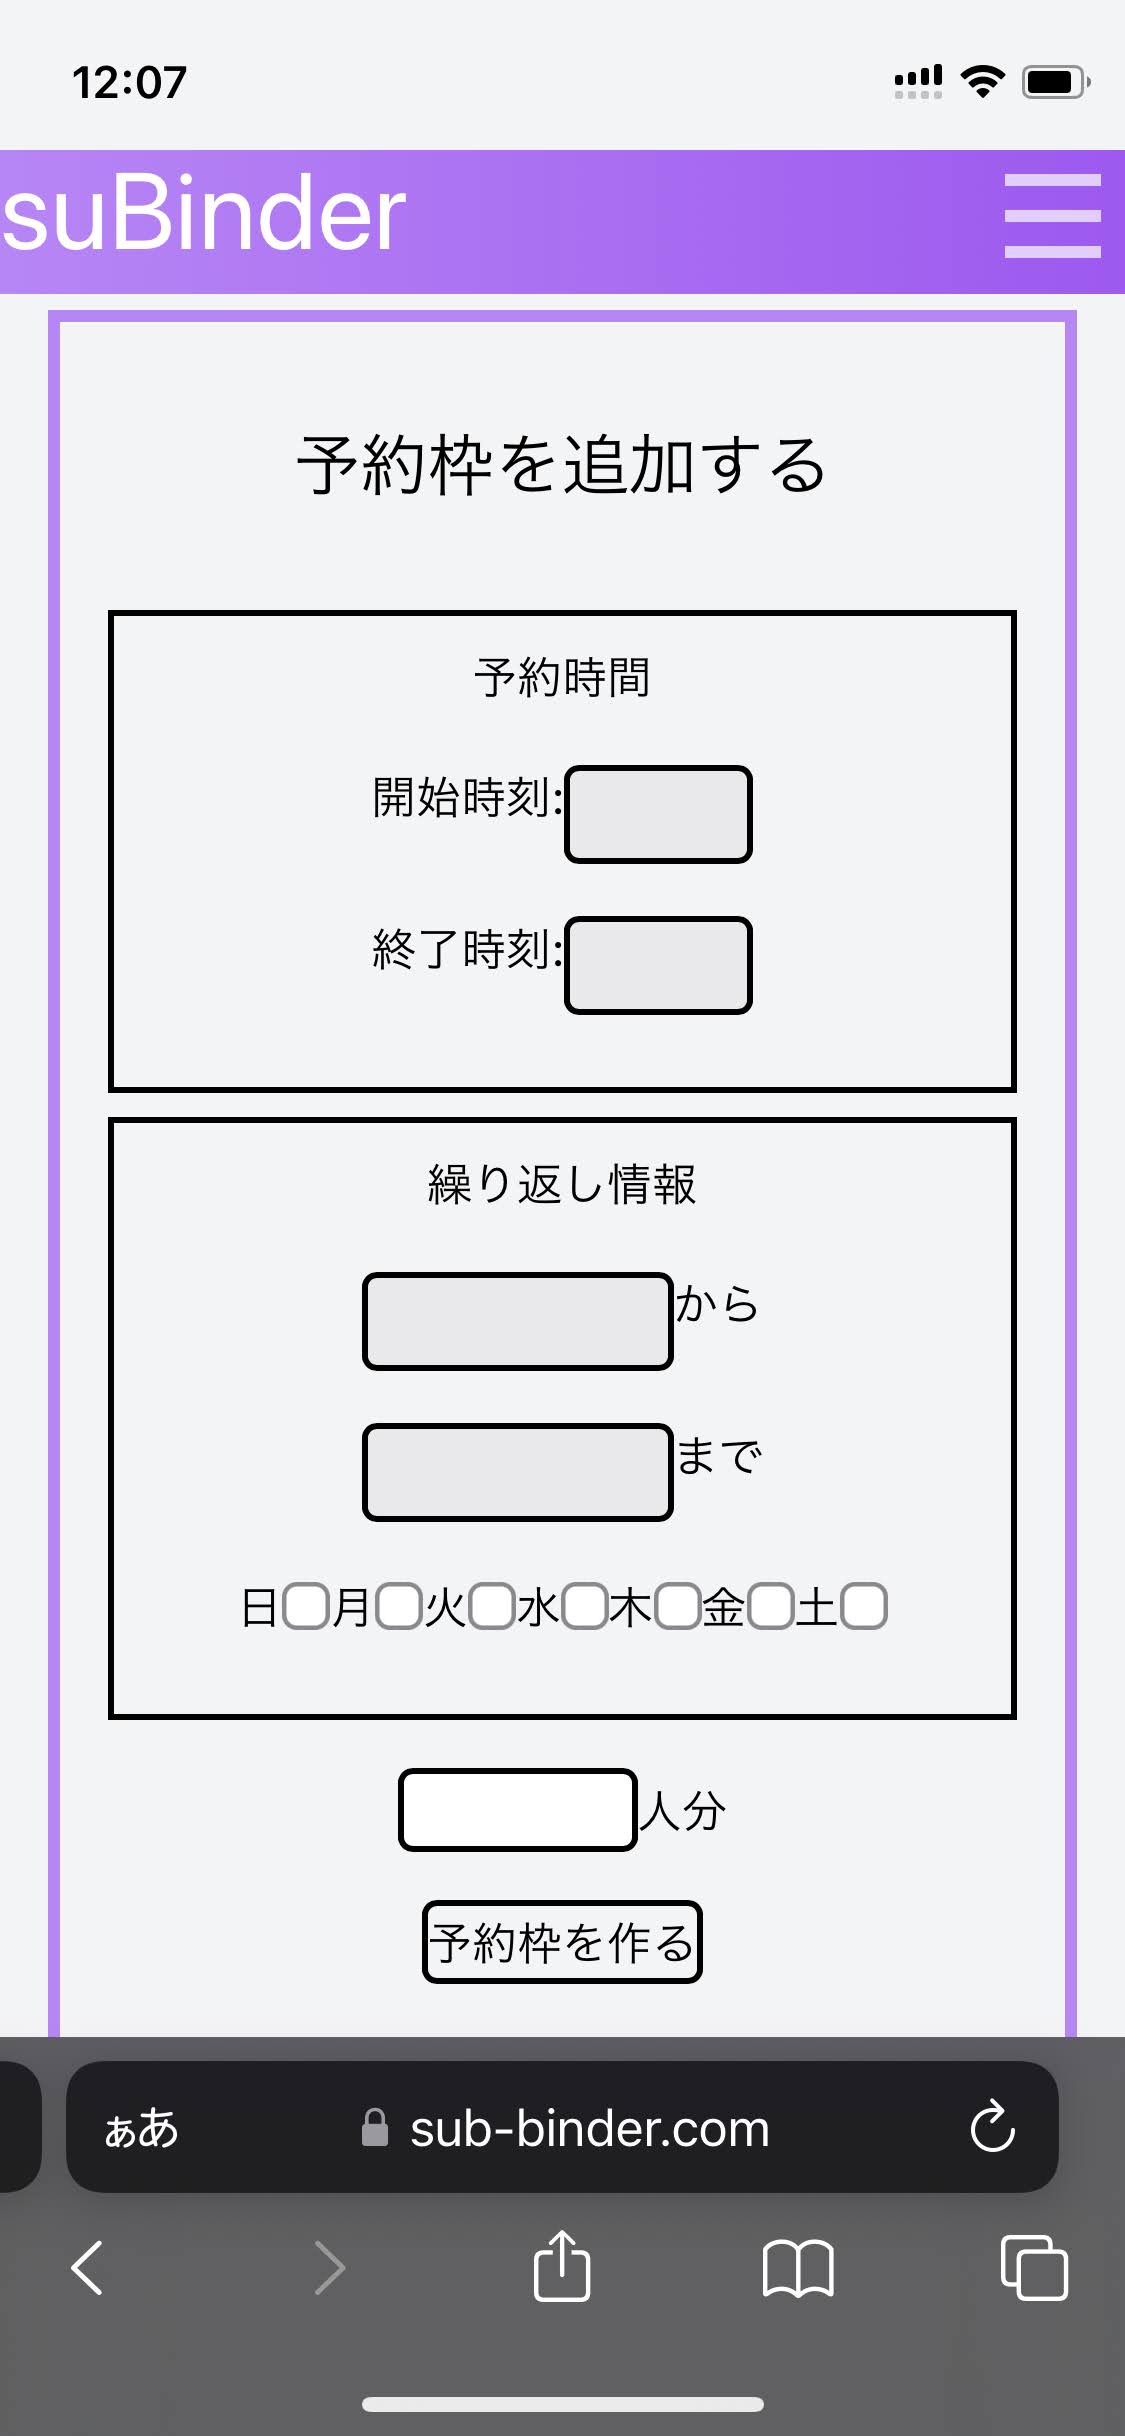 12:07
suBinder
予約枠を追加する
予約時間
開始時刻:
終了時刻:
繰り返し情報
から
まで
日 月 火 水 木 金 土
人分
予約枠を作る
ぁあ sub-binder.com